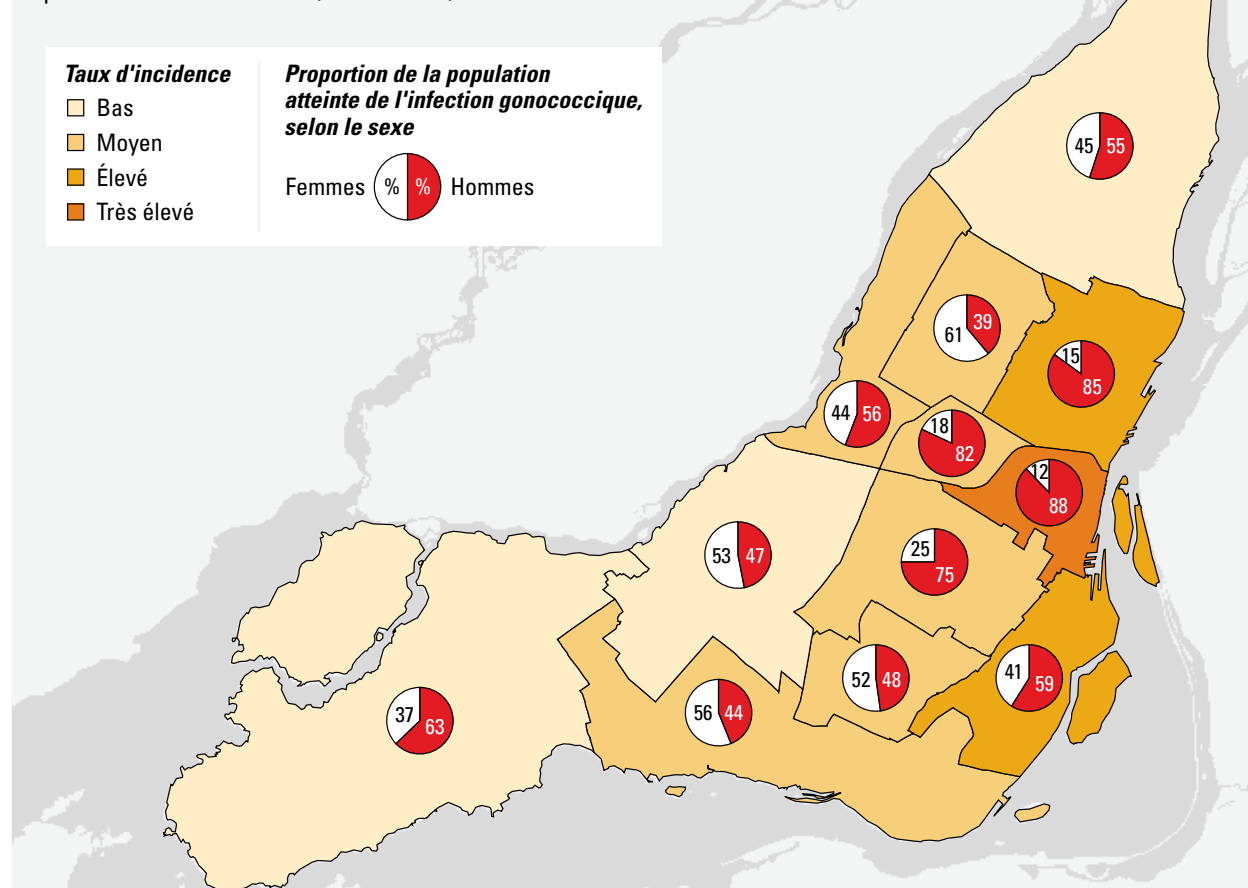 Taux d'incidence
Bas
Moyen
Élevé
Très élevé
Proportion de la population
atteinte de l'infection gonococcique,
selon le sexe
Femmes % % Hommes
45 55
61 39
15 85
44 56
18 82
12 88
53 47
25 75
52 48
41 59
56 44
37 63